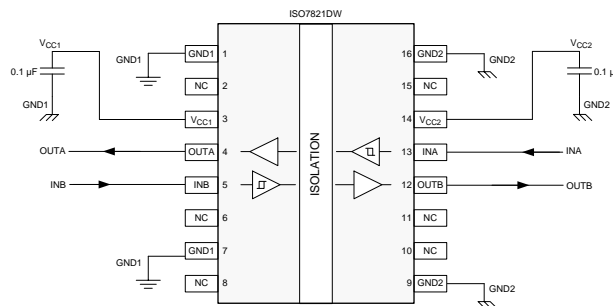 ISO7821DW
VCC1
0.1 µF
GND1
GND1
GND1
1
NC
2
VCC1
3
OUTA
OUTA
4
INB
INB
5
NC
6
GND1
GND1
7
NC
8
ISOLATION
16
GND2
GND2
15
NC
14
VCC2
VCC2
0.1 µ
GND2
13
INA
INA
12
OUTB
OUTB
11
NC
10
NC
9
GND2
GND2